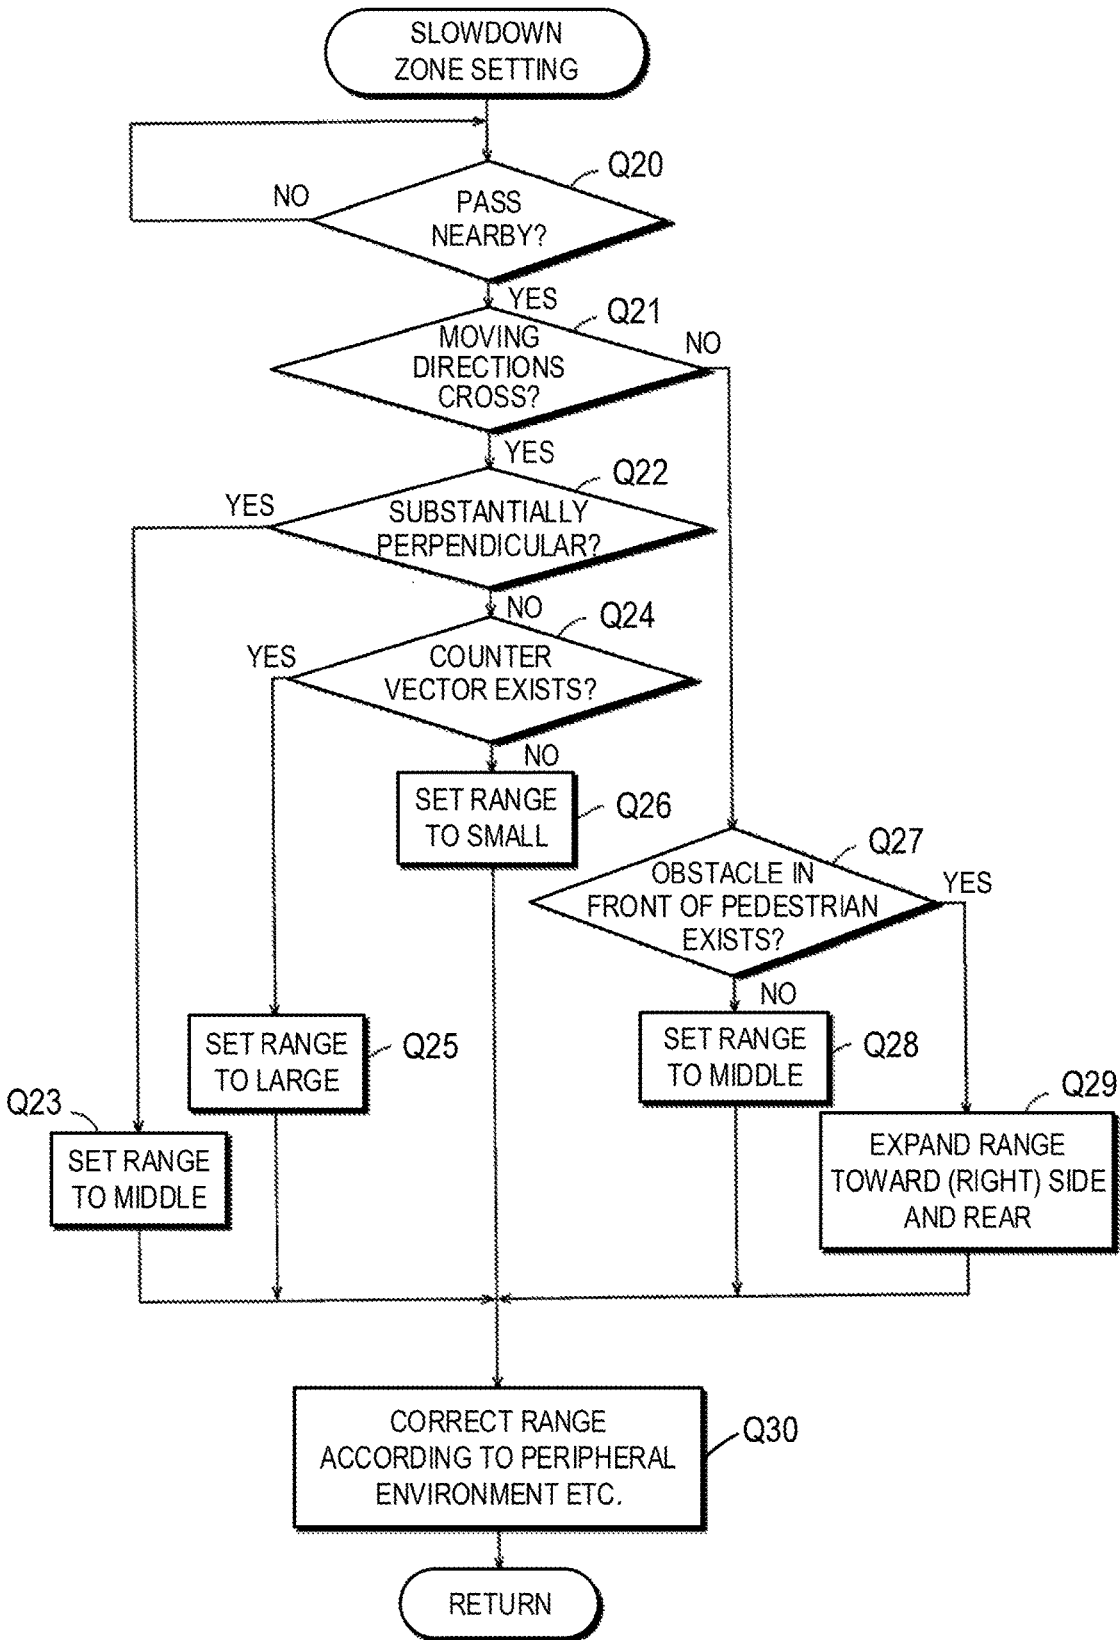 SLOWDOWN
ZONE SETTING
Q20
NO
PASS
NEARBY?
YES
Q21
MOVING
DIRECTIONS
CROSS?
NO
YES
Q22
YES
SUBSTANTIALLY
PERPENDICULAR?
NO
Q24
YES
COUNTER
VECTOR EXISTS?
NO
SET RANGE
TO SMALL
Q26
Q27
OBSTACLE IN
FRONT OF PEDESTRIAN
EXISTS?
YES
NO
SET RANGE
TO LARGE
Q25
SET RANGE
TO MIDDLE
Q28
Q23
SET RANGE
TO MIDDLE
Q29
EXPAND RANGE
TOWARD (RIGHT) SIDE
AND REAR
CORRECT RANGE
ACCORDING TO PERIPHERAL
ENVIRONMENT ETC.
Q30
RETURN